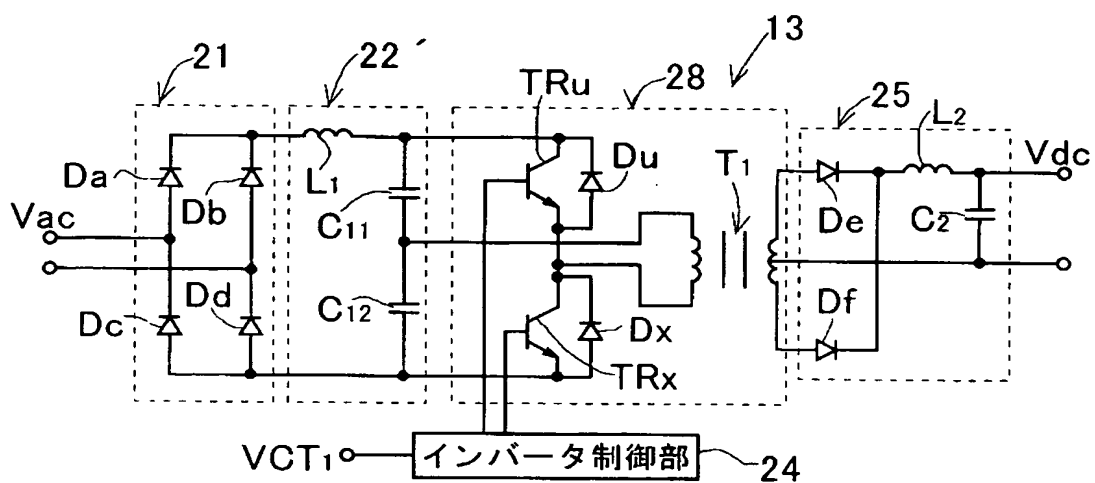 13
21
22´
28
25
TRu
L₂
Vdc
Da
Db
L₁
Du
T₁
De
C₂
Vac
C₁₁
Dc
Dd
C₁₂
Dx
Df
TRx
VCT₁
インバータ制御部
24